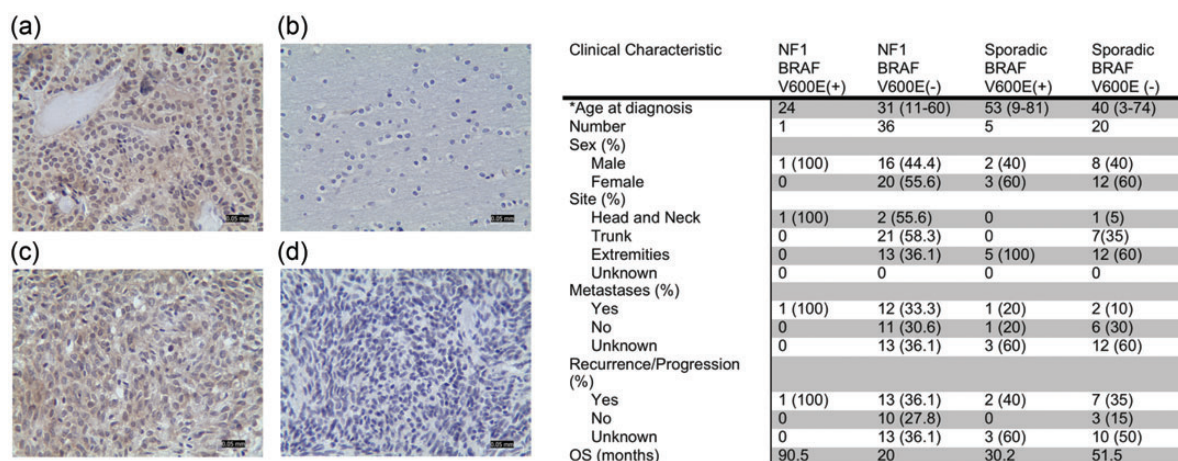 (a)
(b)
0.05 mm
0.05 mm
(c)
(d)
0.05 mm
0.05 mm
Clinical Characteristic NF1 BRAF V600E(+) NF1 BRAF V600E(-) Sporadic BRAF V600E(+) Sporadic BRAF V600E (-)
*Age at diagnosis 24 31 (11-60) 53 (9-81) 40 (3-74)
Number 1 36 5 20
Sex (%)
Male 1 (100) 16 (44.4) 2 (40) 8 (40)
Female 0 20 (55.6) 3 (60) 12 (60)
Site (%)
Head and Neck 1 (100) 2 (55.6) 0 1 (5)
Trunk 0 21 (58.3) 0 7(35)
Extremities 0 13 (36.1) 5 (100) 12 (60)
Unknown 0 0 0 0
Metastases (%)
Yes 1 (100) 12 (33.3) 1 (20) 2 (10)
No 0 11 (30.6) 1 (20) 6 (30)
Unknown 0 13 (36.1) 3 (60) 12 (60)
Recurrence/Progression
(%)
Yes 1 (100) 13 (36.1) 2 (40) 7 (35)
No 0 10 (27.8) 0 3 (15)
Unknown 0 13 (36.1) 3 (60) 10 (50)
OS (months) 90.5 20 30.2 51.5